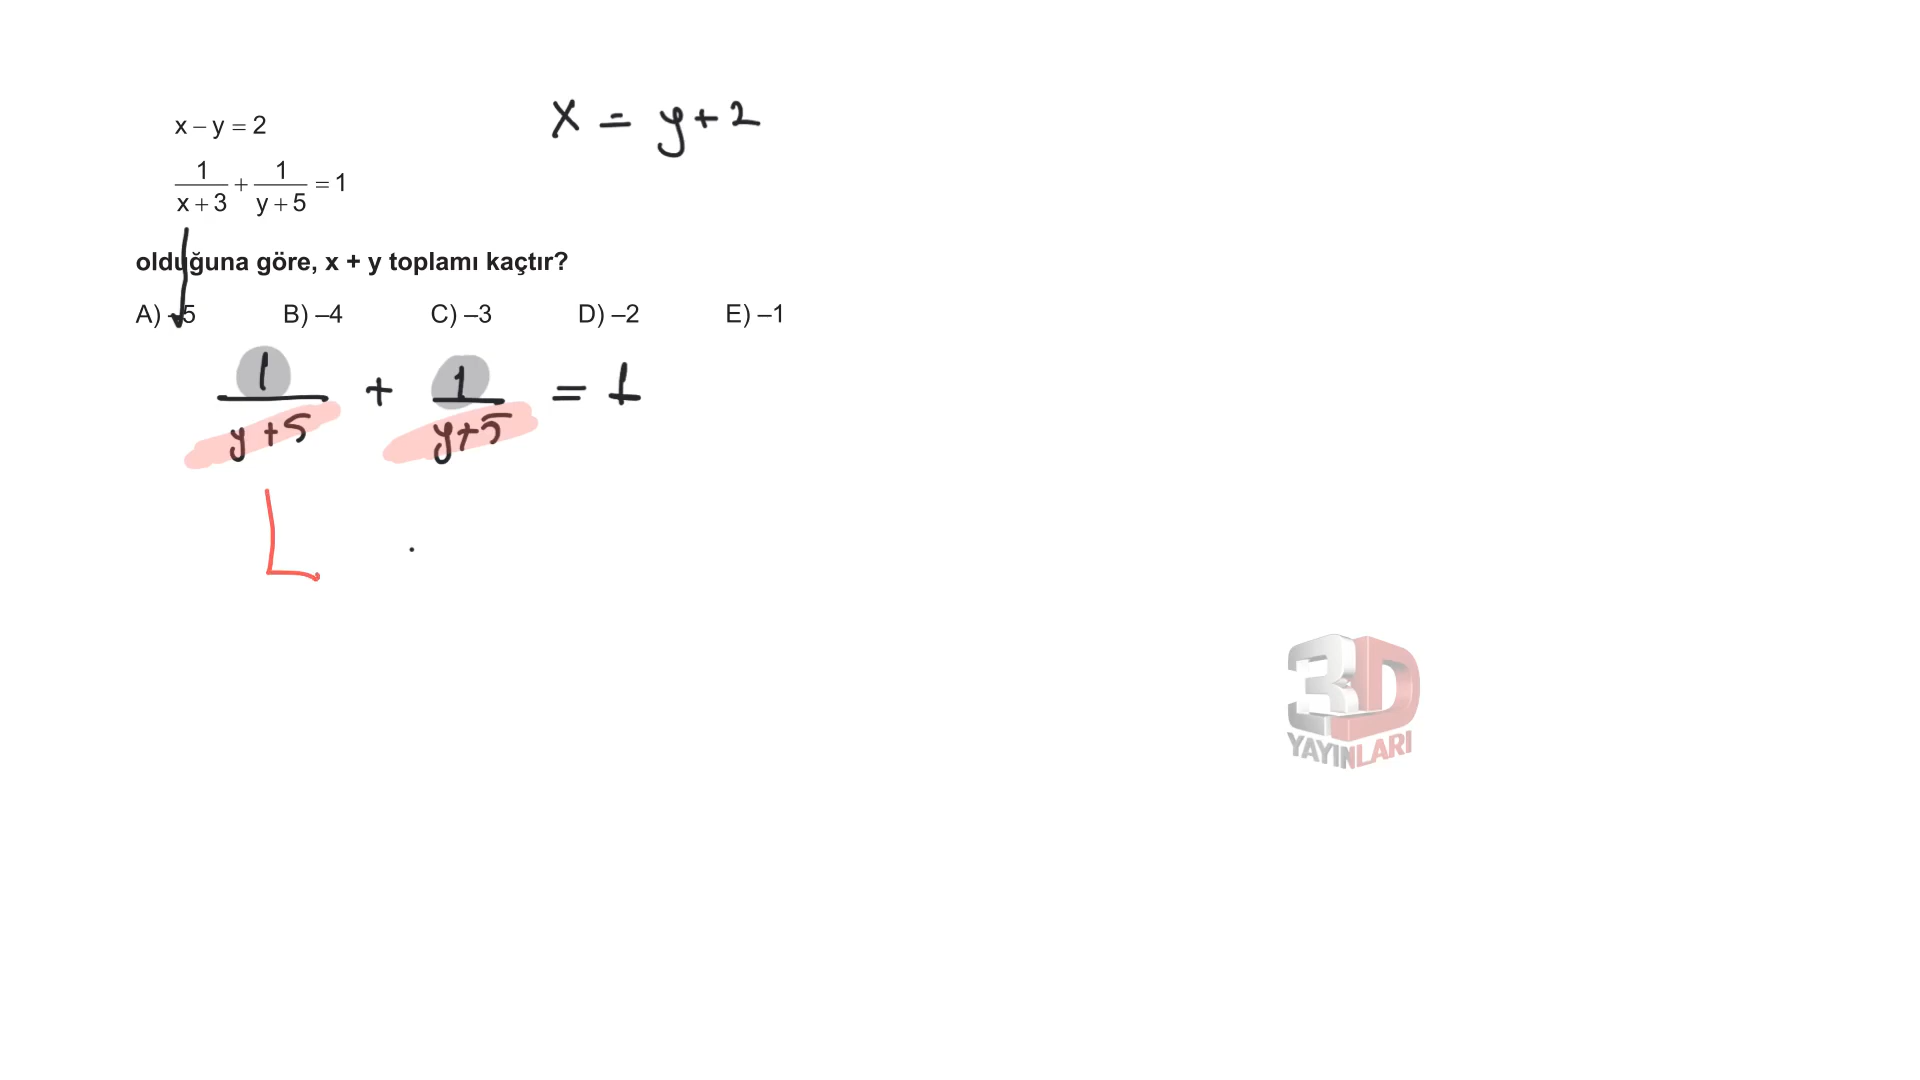 x – y = 2
x = y + 2
1/(x + 3) + 1/(y + 5) = 1
olduğuna göre, x + y toplamı kaçtır?
A) –5 B) –4 C) –3 D) –2 E) –1
1/(y + 5) + 1/(y + 5) = 1
3D
YAYINLARI